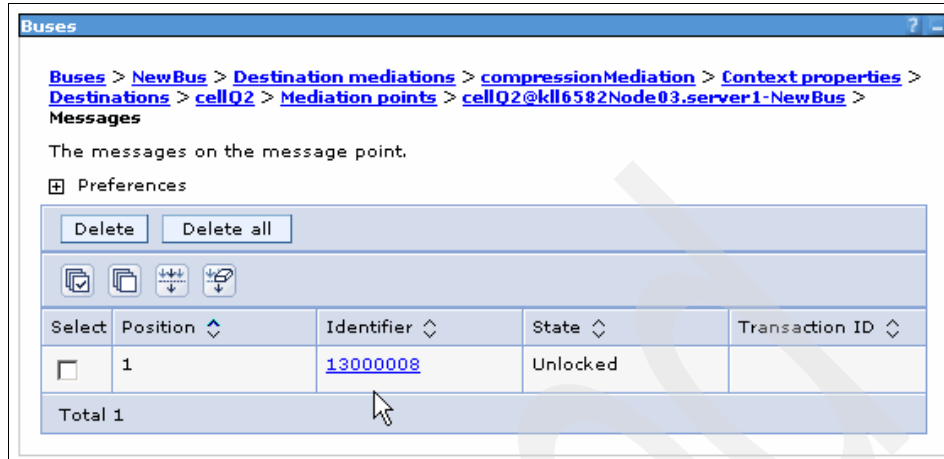 Buses ? _
Buses > NewBus > Destination mediations > compressionMediation > Context properties >
Destinations > cellQ2 > Mediation points > cellQ2@kll6582Node03.server1-NewBus >
Messages
The messages on the message point.
+ Preferences
Delete Delete all
Select Position Identifier State Transaction ID
1 13000008 Unlocked
Total 1